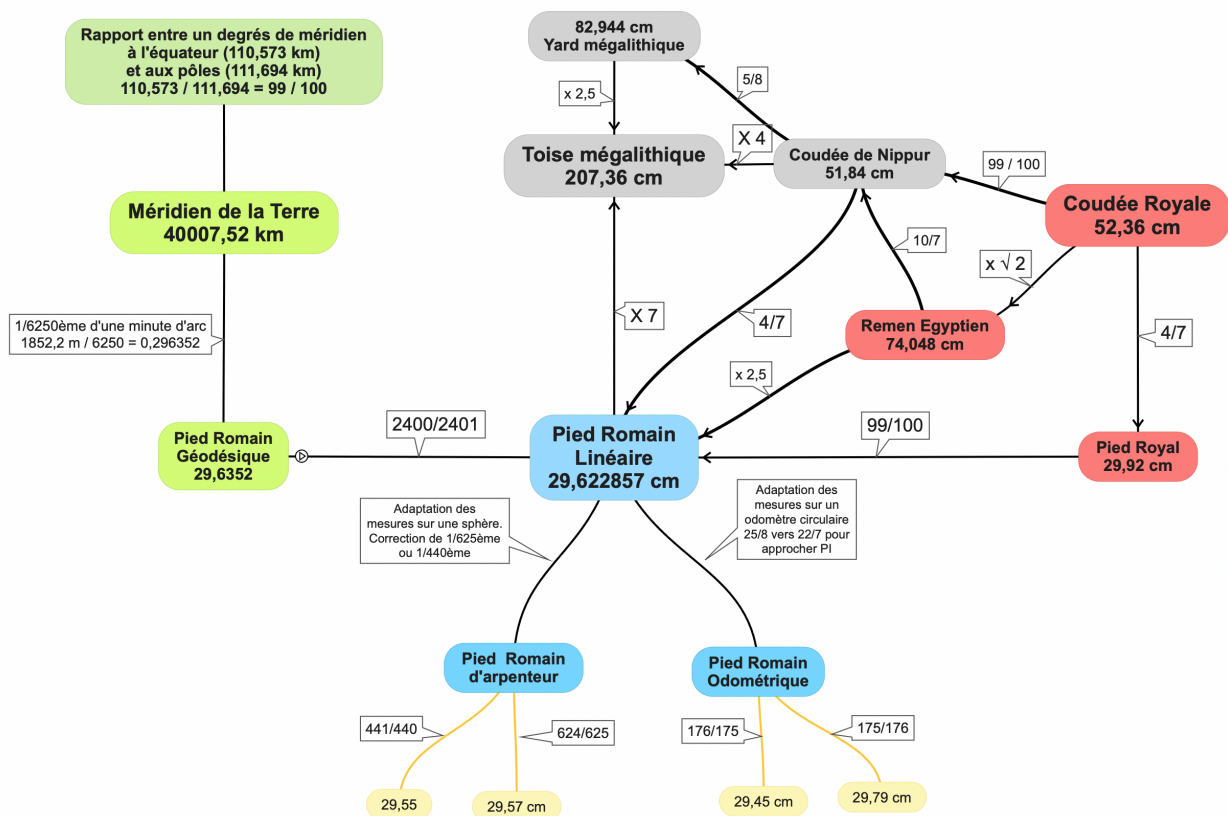 Rapport entre un degrés de méridien
à l'équateur (110,573 km)
et aux pôles (111,694 km)
110,573 / 111,694 = 99 / 100
82,944 cm
Yard mégalithique
5/8
x 2,5
X 4
Toise mégalithique
207,36 cm
Coudée de Nippur
51,84 cm
99 / 100
Coudée Royale
52,36 cm
Méridien de la Terre
40007,52 km
10/7
x √ 2
1/6250ème d'une minute d'arc
1852,2 m / 6250 = 0,296352
X 7
4/7
Remen Egyptien
74,048 cm
4/7
x 2,5
2400/2401
99/100
Pied Romain
Géodésique
29,6352
Pied Romain
Linéaire
29,622857 cm
Pied Royal
29,92 cm
Adaptation des
mesures sur une sphère.
Correction de 1/625ème
ou 1/440ème
Adaptation des
mesures sur un
odomètre circulaire
25/8 vers 22/7 pour
approcher PI
Pied Romain
d'arpenteur
Pied Romain
Odométrique
441/440
624/625
176/175
175/176
29,55
29,57 cm
29,45 cm
29,79 cm